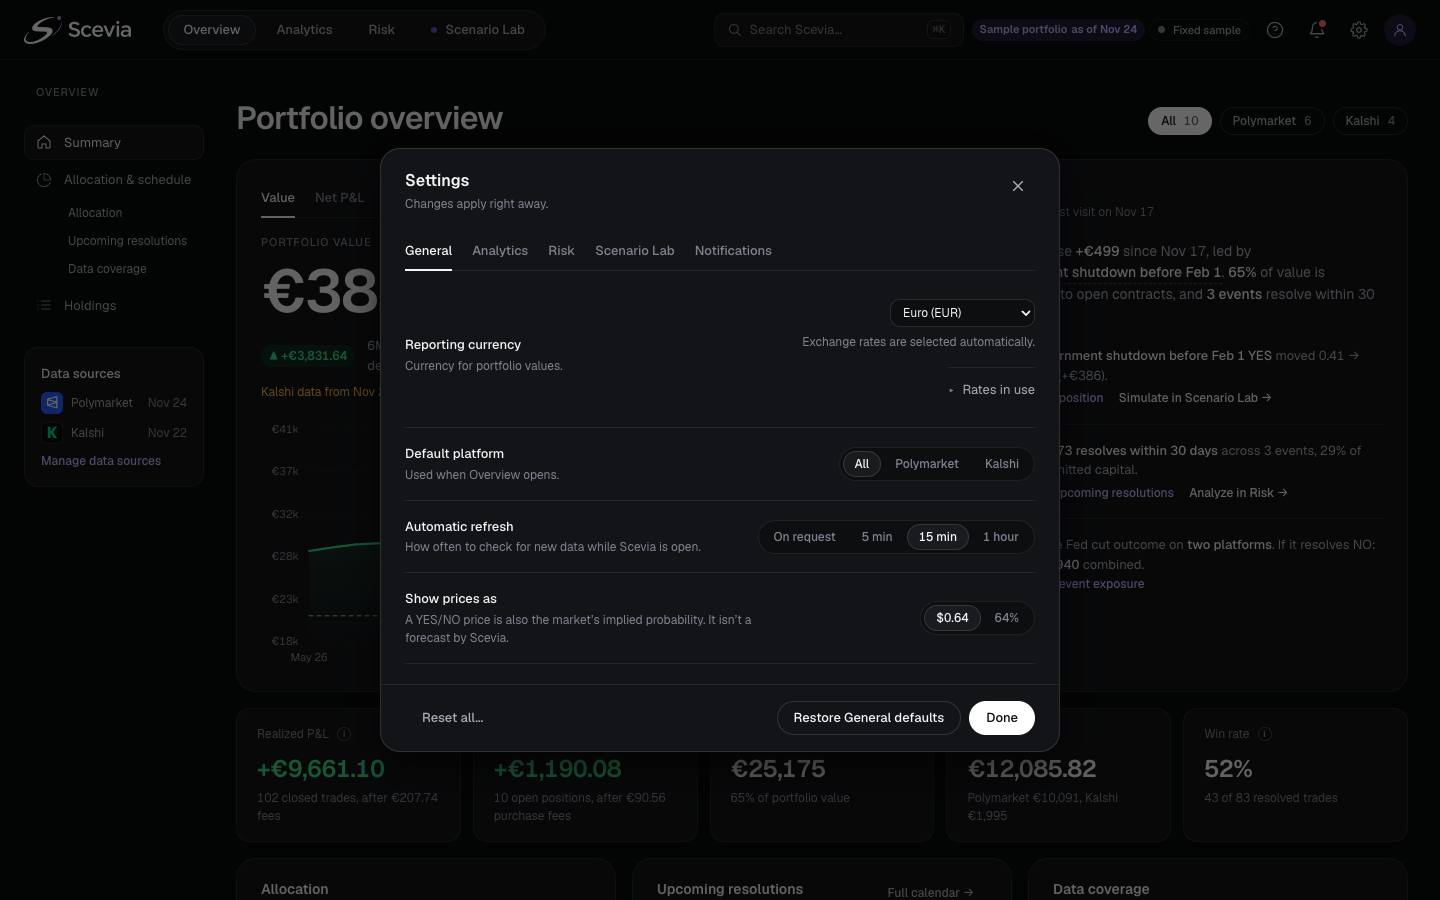 Scevia
Overview
Analytics
Risk
Scenario Lab
Search Scevia...
⌘K
Sample portfolio as of Nov 24
Fixed sample
OVERVIEW
Summary
Allocation & schedule
Allocation
Upcoming resolutions
Data coverage
Holdings
Data sources
Polymarket Nov 24
Kalshi Nov 22
Manage data sources
Portfolio overview
All 10
Polymarket 6
Kalshi 4
Value Net P&L
PORTFOLIO VALUE
€38
+€3,831.64
Kalshi data from Nov
€41k
€37k
€32k
€28k
€23k
€18k
May 26
Settings
Changes apply right away.
General
Analytics
Risk
Scenario Lab
Notifications
Reporting currency
Currency for portfolio values.
Euro (EUR)
Exchange rates are selected automatically.
Rates in use
Default platform
Used when Overview opens.
All Polymarket Kalshi
Automatic refresh
How often to check for new data while Scevia is open.
On request 5 min 15 min 1 hour
Show prices as
A YES/NO price is also the market's implied probability. It isn't a
forecast by Scevia.
$0.64 64%
Reset all...
Restore General defaults
Done
st visit on Nov 17
se +€499 since Nov 17, led by
nt shutdown before Feb 1. 65% of value is
to open contracts, and 3 events resolve within 30
rnment shutdown before Feb 1 YES moved 0.41 →
(+€386).
position Simulate in Scenario Lab →
73 resolves within 30 days across 3 events, 29% of
mitted capital.
pcoming resolutions Analyze in Risk →
e Fed cut outcome on two platforms. If it resolves NO:
940 combined.
event exposure
Realized P&L
+€9,661.10
102 closed trades, after €207.74
fees
+€1,190.08
10 open positions, after €90.56
purchase fees
€25,175
65% of portfolio value
€12,085.82
Polymarket €10,091, Kalshi
€1,995
Win rate
52%
43 of 83 resolved trades
Allocation
Upcoming resolutions
Full calendar →
Data coverage